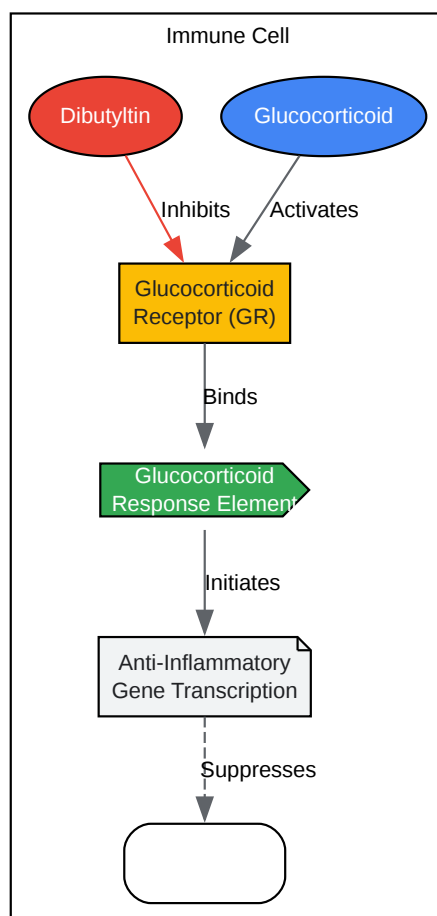 Immune Cell
Dibutyltin
Glucocorticoid
Inhibits
Activates
Glucocorticoid
Receptor (GR)
Binds
Glucocorticoid
Response Element
Initiates
Anti-Inflammatory
Gene Transcription
Suppresses